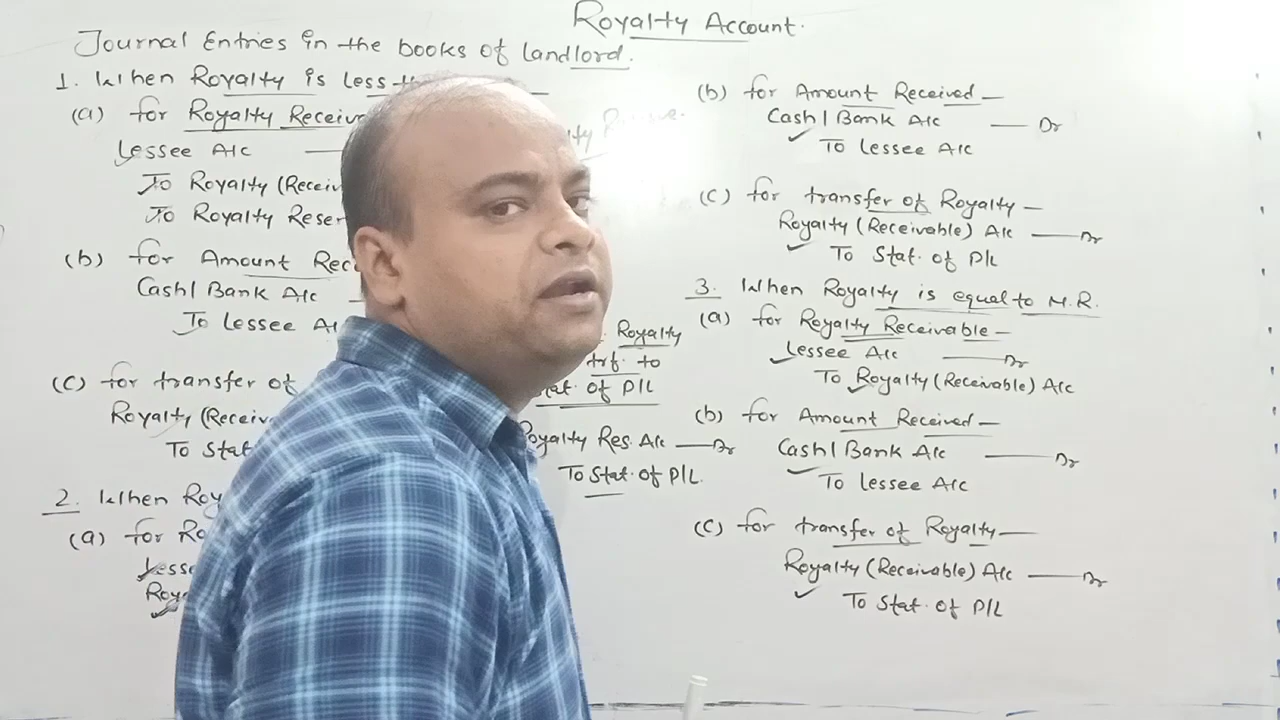 Royalty Account.
Journal Entries in the books of Landlord.
1. When Royalty is Less
(a) for Royalty Receiv
Lessee A/c
To Royalty (Receiv
To Royalty Reser
(b) for Amount Rec
Cash/Bank A/c
To Lessee A/
(c) for transfer of
Royalty (Receiva
To Stat
2. When Roy
(a) for Ro
Lesse
Roy
Royalty
trf. to
Stat. of P/L
Royalty Res. A/c — Dr
To Stat. of P/L.
(b) for Amount Received —
Cash/Bank A/c — Dr
To Lessee A/c
(c) for transfer of Royalty —
Royalty (Receivable) A/c — Dr
To Stat. of P/L
3. When Royalty is equal to M.R.
(a) for Royalty Receivable —
Lessee A/c — Dr
To Royalty (Receivable) A/c
(b) for Amount Received —
Cash/Bank A/c — Dr
To Lessee A/c
(c) for transfer of Royalty —
Royalty (Receivable) A/c — Dr
To Stat. of P/L